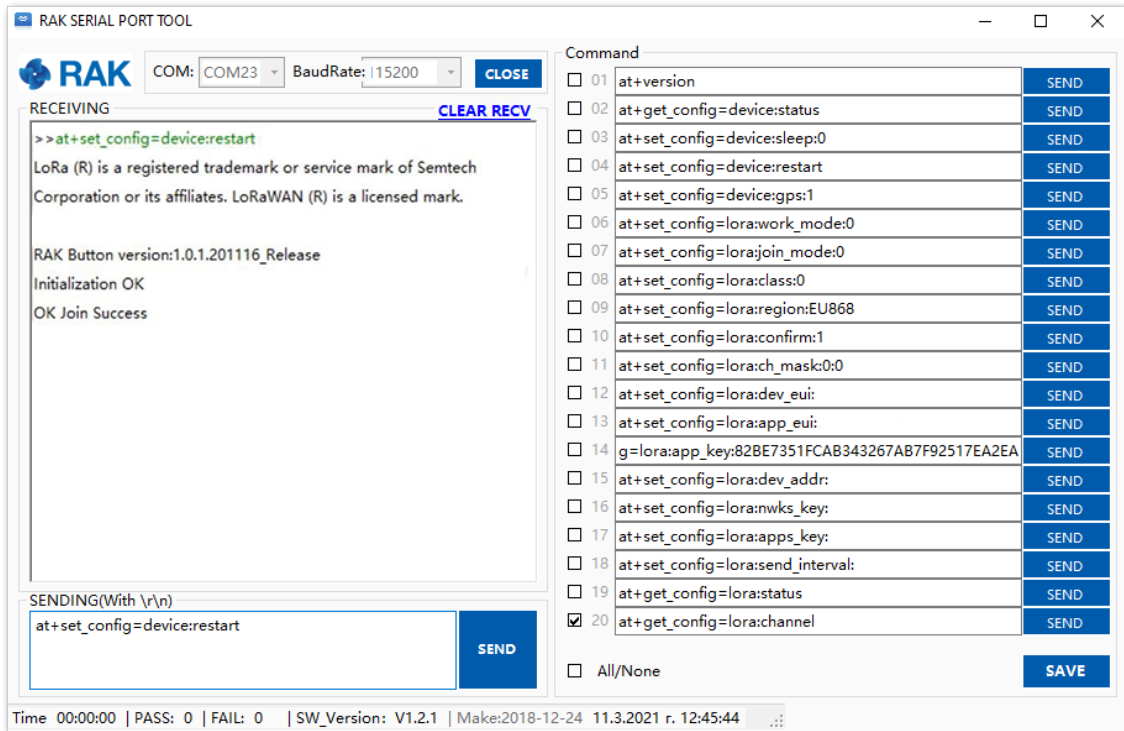 RAK SERIAL PORT TOOL
RAK
COM: COM23 BaudRate: 115200 CLOSE
RECEIVING CLEAR RECV
>>at+set_config=device:restart
LoRa (R) is a registered trademark or service mark of Semtech
Corporation or its affiliates. LoRaWAN (R) is a licensed mark.
RAK Button version:1.0.1.201116_Release
Initialization OK
OK Join Success
SENDING(With \r\n)
at+set_config=device:restart
SEND
Command
01 at+version SEND
02 at+get_config=device:status SEND
03 at+set_config=device:sleep:0 SEND
04 at+set_config=device:restart SEND
05 at+set_config=device:gps:1 SEND
06 at+set_config=lora:work_mode:0 SEND
07 at+set_config=lora:join_mode:0 SEND
08 at+set_config=lora:class:0 SEND
09 at+set_config=lora:region:EU868 SEND
10 at+set_config=lora:confirm:1 SEND
11 at+set_config=lora:ch_mask:0:0 SEND
12 at+set_config=lora:dev_eui: SEND
13 at+set_config=lora:app_eui: SEND
14 g=lora:app_key:82BE7351FCAB343267AB7F92517EA2EA SEND
15 at+set_config=lora:dev_addr: SEND
16 at+set_config=lora:nwks_key: SEND
17 at+set_config=lora:apps_key: SEND
18 at+set_config=lora:send_interval: SEND
19 at+get_config=lora:status SEND
20 at+get_config=lora:channel SEND
All/None SAVE
Time 00:00:00 | PASS: 0 | FAIL: 0 | SW_Version: V1.2.1 | Make:2018-12-24 11.3.2021 г. 12:45:44